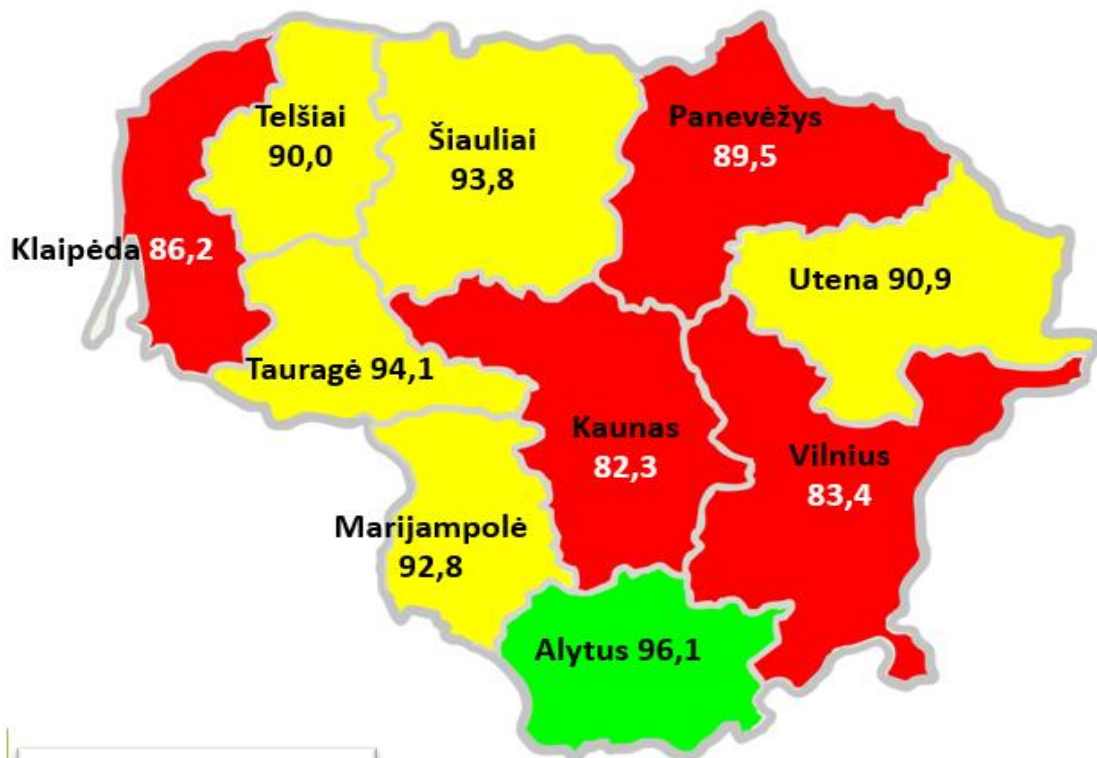 Telšiai
90,0
Šiauliai
93,8
Panevėžys
89,5
Klaipėda 86,2
Utena 90,9
Tauragė 94,1
Kaunas
82,3
Vilnius
83,4
Marijampolė
92,8
Alytus 96,1